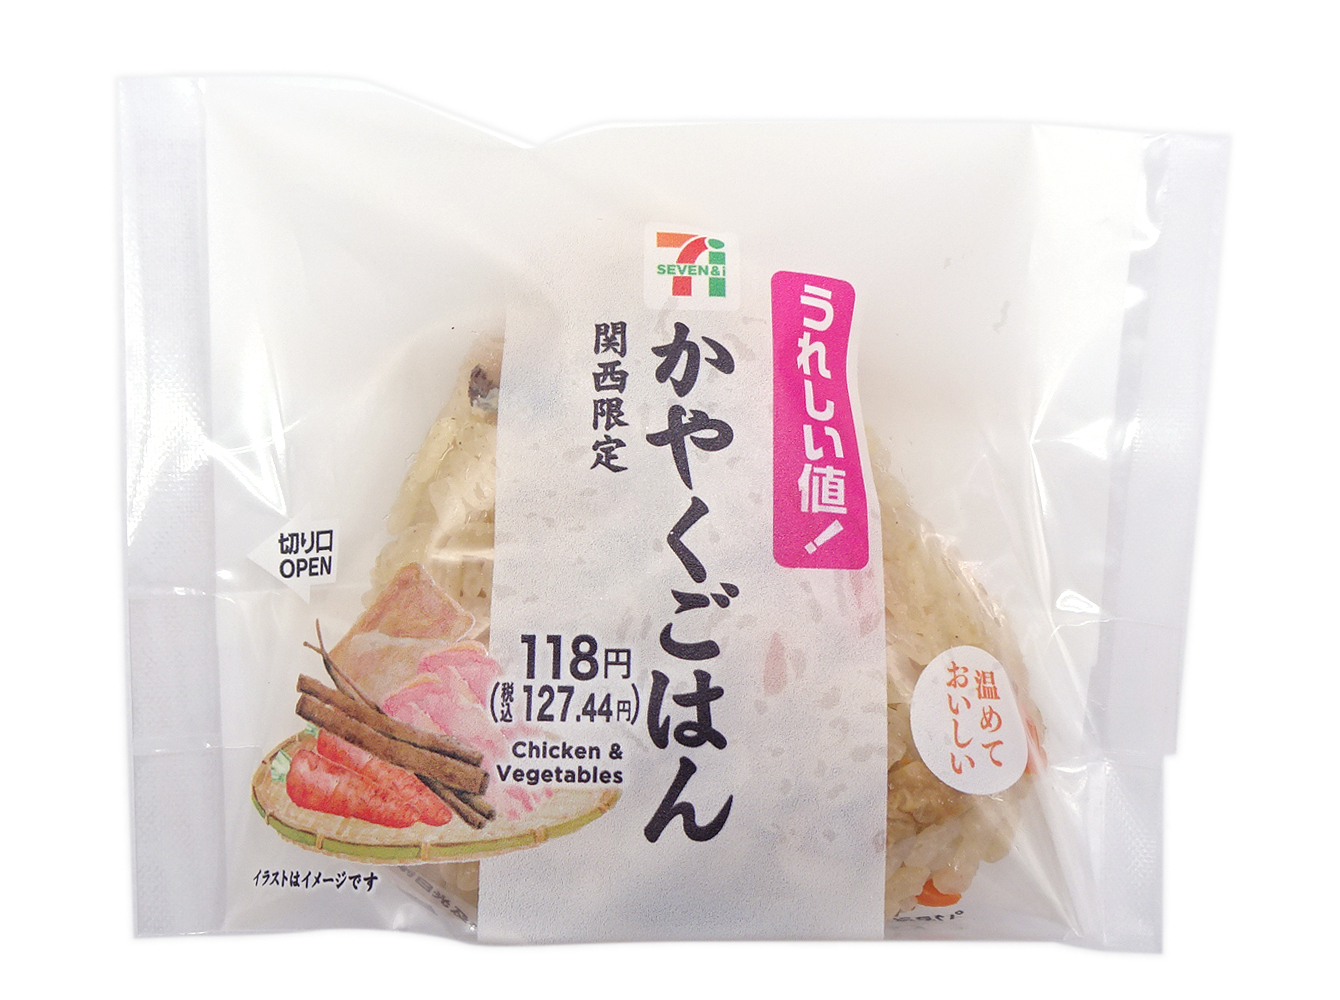 SEVEN&i
うれしい値!
かやくごはん
関西限定
切り口
OPEN
118円
(税込127.44円)
Chicken &
Vegetables
温めて
おいしい
イラストはイメージです